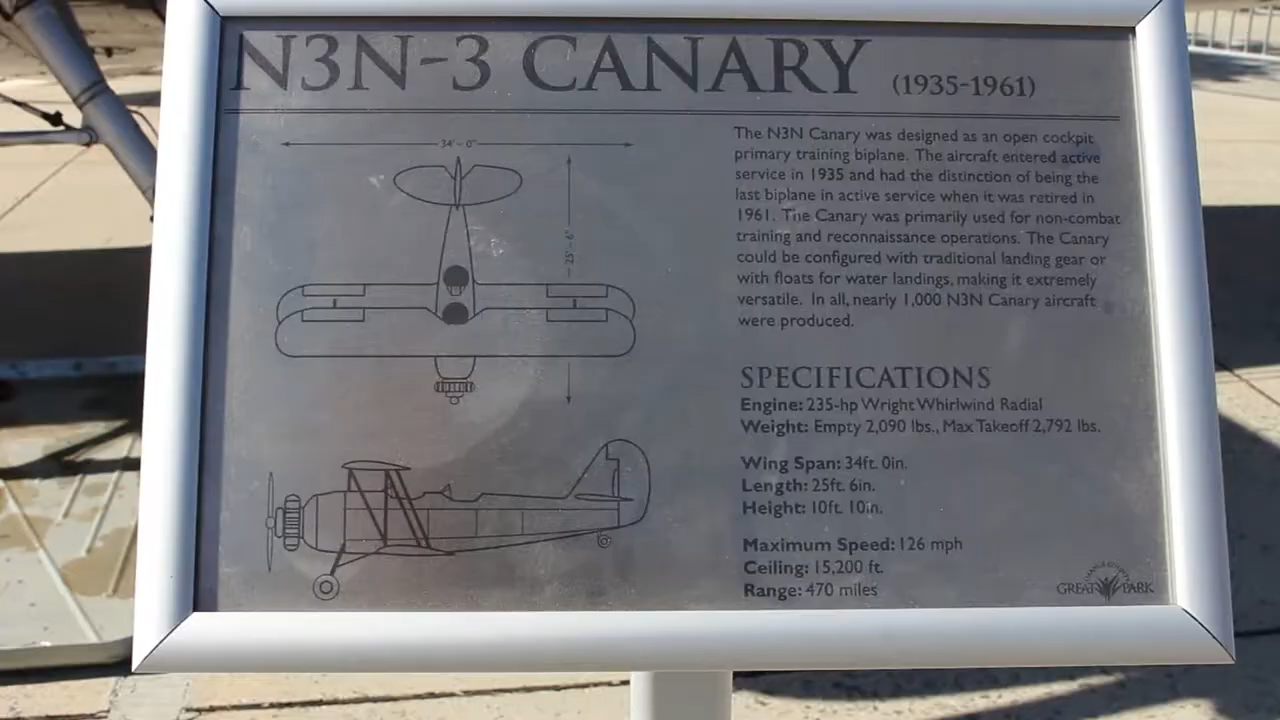 N3N-3 CANARY (1935-1961)
34' - 0"
25' - 6"
The N3N Canary was designed as an open cockpit
primary training biplane. The aircraft entered active
service in 1935 and had the distinction of being the
last biplane in active service when it was retired in
1961. The Canary was primarily used for non-combat
training and reconnaissance operations. The Canary
could be configured with traditional landing gear or
with floats for water landings, making it extremely
versatile. In all, nearly 1,000 N3N Canary aircraft
were produced.
SPECIFICATIONS
Engine: 235-hp Wright Whirlwind Radial
Weight: Empty 2,090 lbs., Max Takeoff 2,792 lbs.
Wing Span: 34ft. 0in.
Length: 25ft. 6in.
Height: 10ft. 10in.
Maximum Speed: 126 mph
Ceiling: 15,200 ft.
Range: 470 miles
ORANGE COUNTY
GREAT PARK